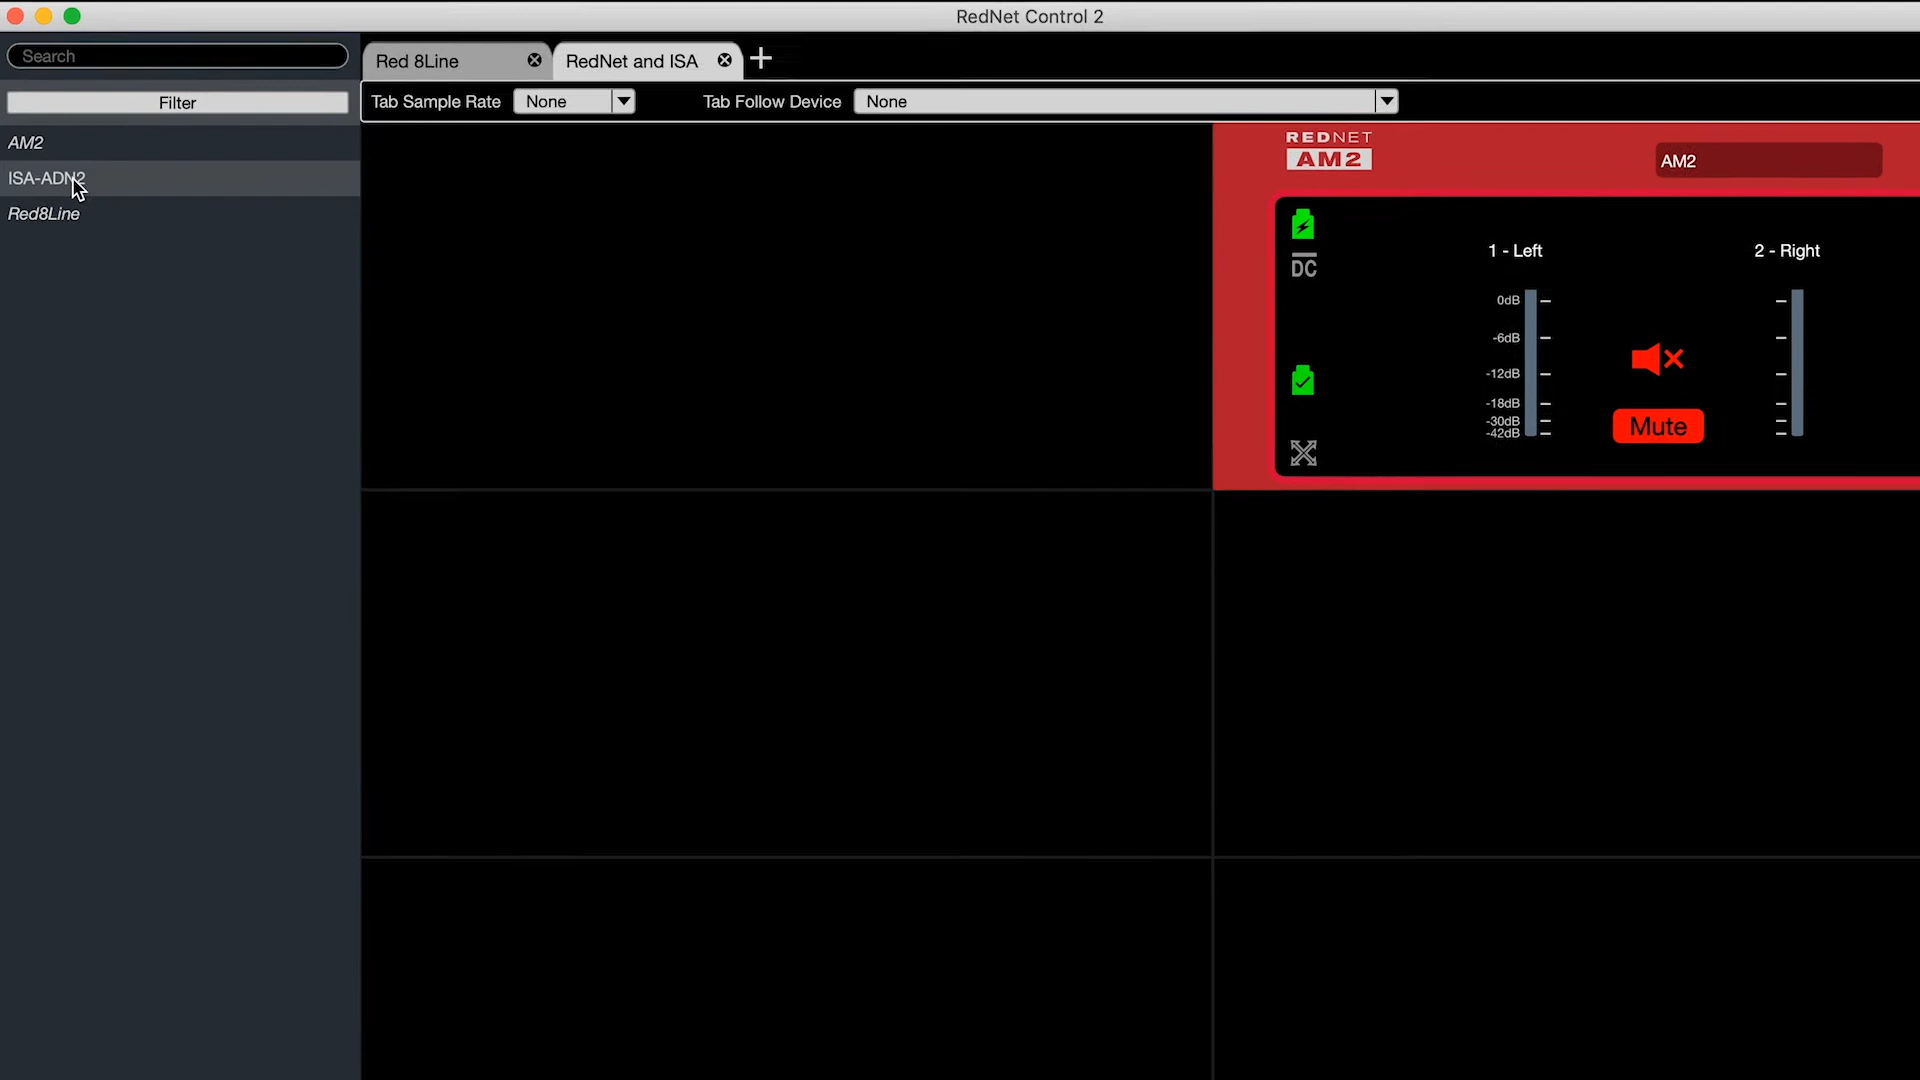 RedNet Control 2
Search
Red 8Line
RedNet and ISA
Filter
Tab Sample Rate
None
Tab Follow Device
None
AM2
ISA-ADN2
Red8Line
REDNET
AM2
AM2
DC
1 - Left
2 - Right
0dB
-6dB
-12dB
-18dB
-30dB
-42dB
Mute